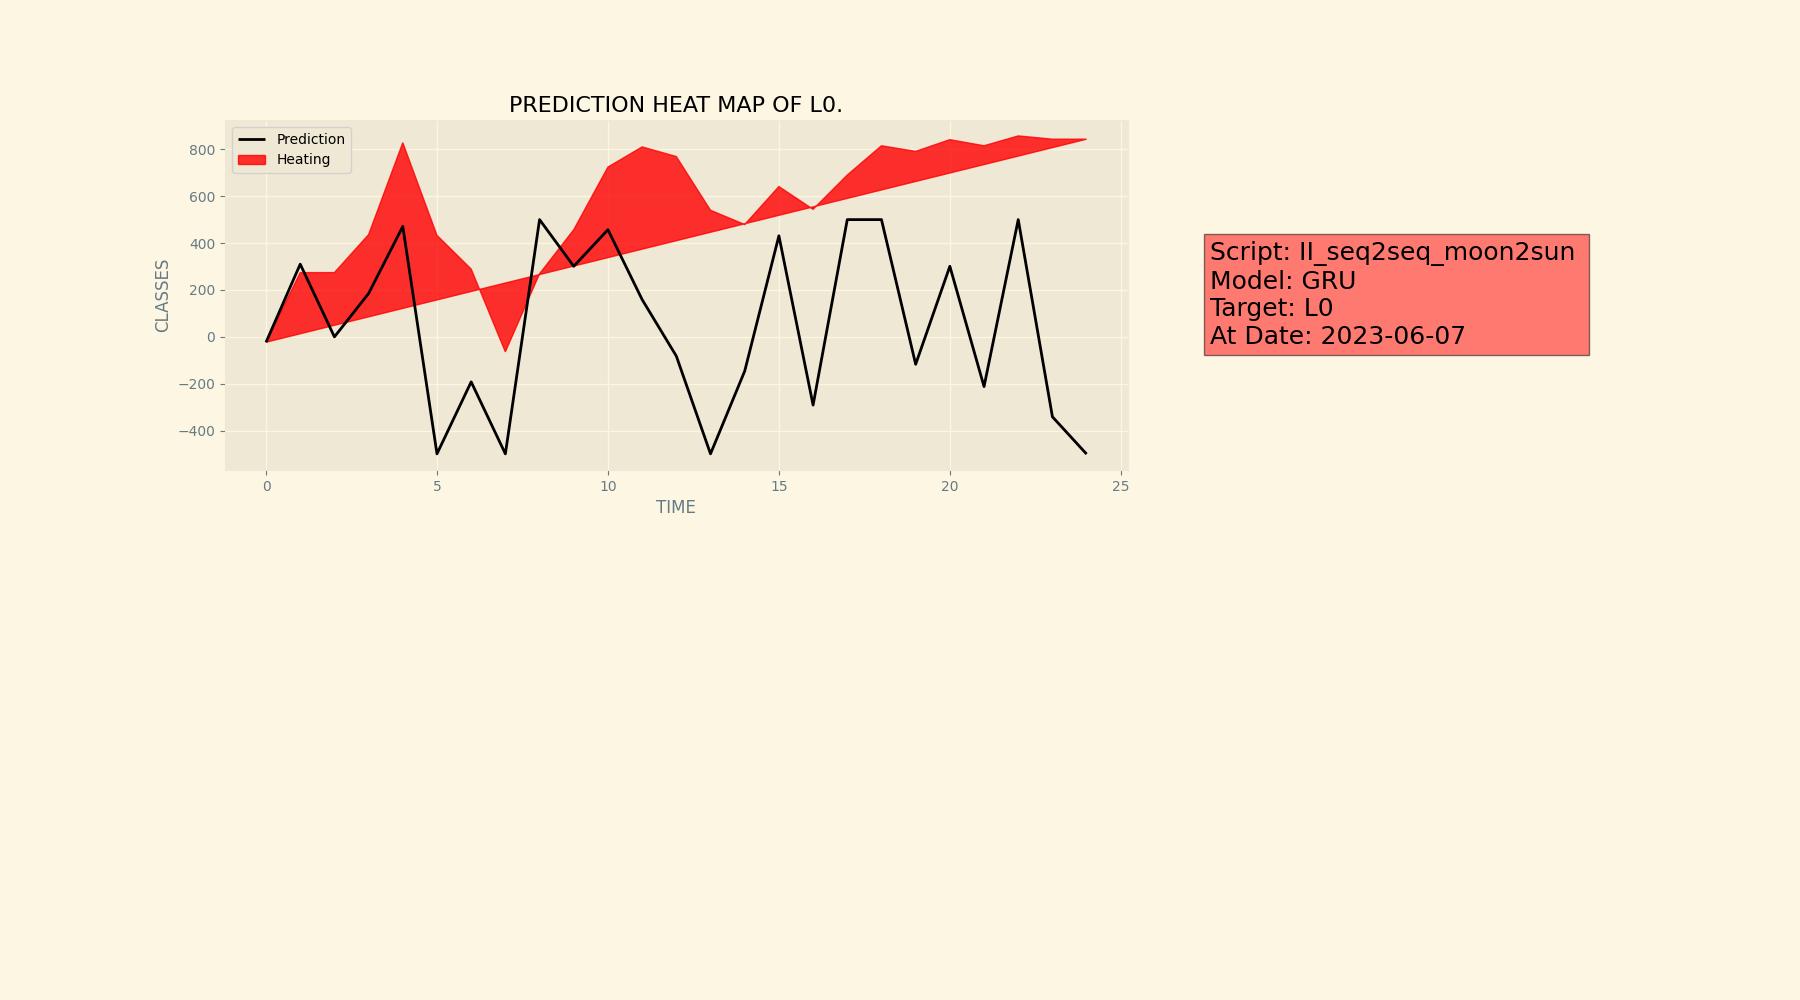 PREDICTION HEAT MAP OF L0.
Prediction
Heating
800
600
400
200
0
−200
−400
CLASSES
0 5 10 15 20 25
TIME
Script: II_seq2seq_moon2sun
Model: GRU
Target: L0
At Date: 2023-06-07